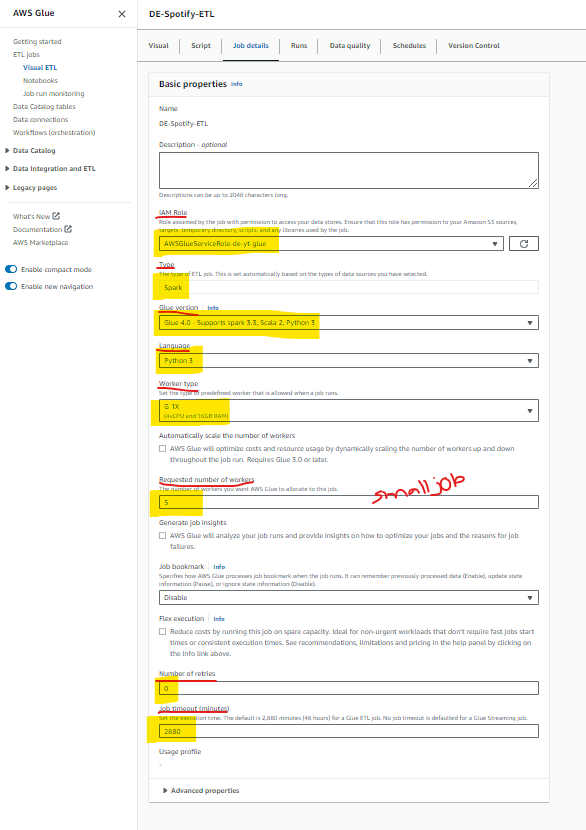 AWS Glue
Getting started
ETL jobs
Visual ETL
Notebooks
Job run monitoring
Data Catalog tables
Data connections
Workflows (orchestration)
Data Catalog
Data Integration and ETL
Legacy pages
What's New
Documentation
AWS Marketplace
Enable compact mode
Enable new navigation
DE-Spotify-ETL
Visual
Script
Job details
Runs
Data quality
Schedules
Version Control
Basic properties Info
Name
DE-Spotify-ETL
Description - optional
Descriptions can be up to 2048 characters long.
IAM Role
Role assumed by the job with permission to access your data stores. Ensure that this role has permission to your Amazon S3 sources,
targets, temporary directory, scripts, and any libraries used by the job.
AWSGlueServiceRole-de-yt-glue
Type
The type of ETL job. This is set automatically based on the types of data sources you have selected.
Spark
Glue version Info
Glue 4.0 - Supports spark 3.3, Scala 2, Python 3
Language
Python 3
Worker type
Set the type of predefined worker that is allowed when a job runs.
G 1X
(4vCPU and 16GB RAM)
Automatically scale the number of workers
AWS Glue will optimize costs and resource usage by dynamically scaling the number of workers up and down
throughout the job run. Requires Glue 3.0 or later.
Requested number of workers
The number of workers you want AWS Glue to allocate to this job.
small job
5
Generate job insights
AWS Glue will analyze your job runs and provide insights on how to optimize your jobs and the reasons for job
failures.
Job bookmark Info
Specifies how AWS Glue processes job bookmark when the job runs. It can remember previously processed data (Enable), update state
information (Pause), or ignore state information (Disable).
Disable
Flex execution Info
Reduce costs by running this job on spare capacity. Ideal for non-urgent workloads that don't require fast jobs start
times or consistent execution times. See recommendations, limitations and pricing in the help panel by clicking on
the Info link above.
Number of retries
0
Job timeout (minutes)
Set the execution time. The default is 2,880 minutes (48 hours) for a Glue ETL job. No job timeout is defaulted for a Glue Streaming job.
2880
Usage profile
-
Advanced properties